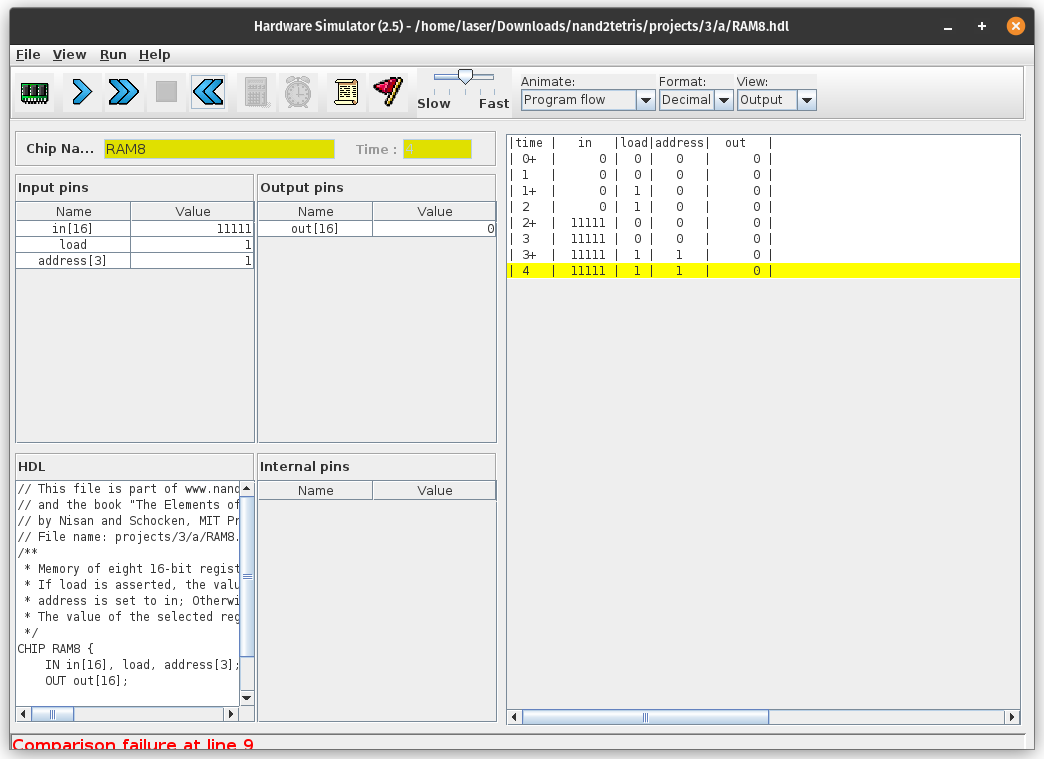 Hardware Simulator (2.5) - /home/laser/Downloads/nand2tetris/projects/3/a/RAM8.hdl
File View Run Help
Slow Fast
Animate: Format: View:
Program flow Decimal Output
Chip Na... RAM8 Time : 4
Input pins
Name Value
in[16] 11111
load 1
address[3] 1
Output pins
Name Value
out[16] 0
HDL
// This file is part of www.nand
// and the book "The Elements of
// by Nisan and Schocken, MIT Pr
// File name: projects/3/a/RAM8.
/**
* Memory of eight 16-bit regist
* If load is asserted, the valu
* address is set to in; Otherwi
* The value of the selected reg
*/
CHIP RAM8 {
IN in[16], load, address[3];
OUT out[16];
Internal pins
Name Value
|time | in |load|address| out |
| 0+ | 0 | 0 | 0 | 0 |
| 1 | 0 | 0 | 0 | 0 |
| 1+ | 0 | 1 | 0 | 0 |
| 2 | 0 | 1 | 0 | 0 |
| 2+ | 11111 | 0 | 0 | 0 |
| 3 | 11111 | 0 | 0 | 0 |
| 3+ | 11111 | 1 | 1 | 0 |
| 4 | 11111 | 1 | 1 | 0 |
Comparison failure at line 9